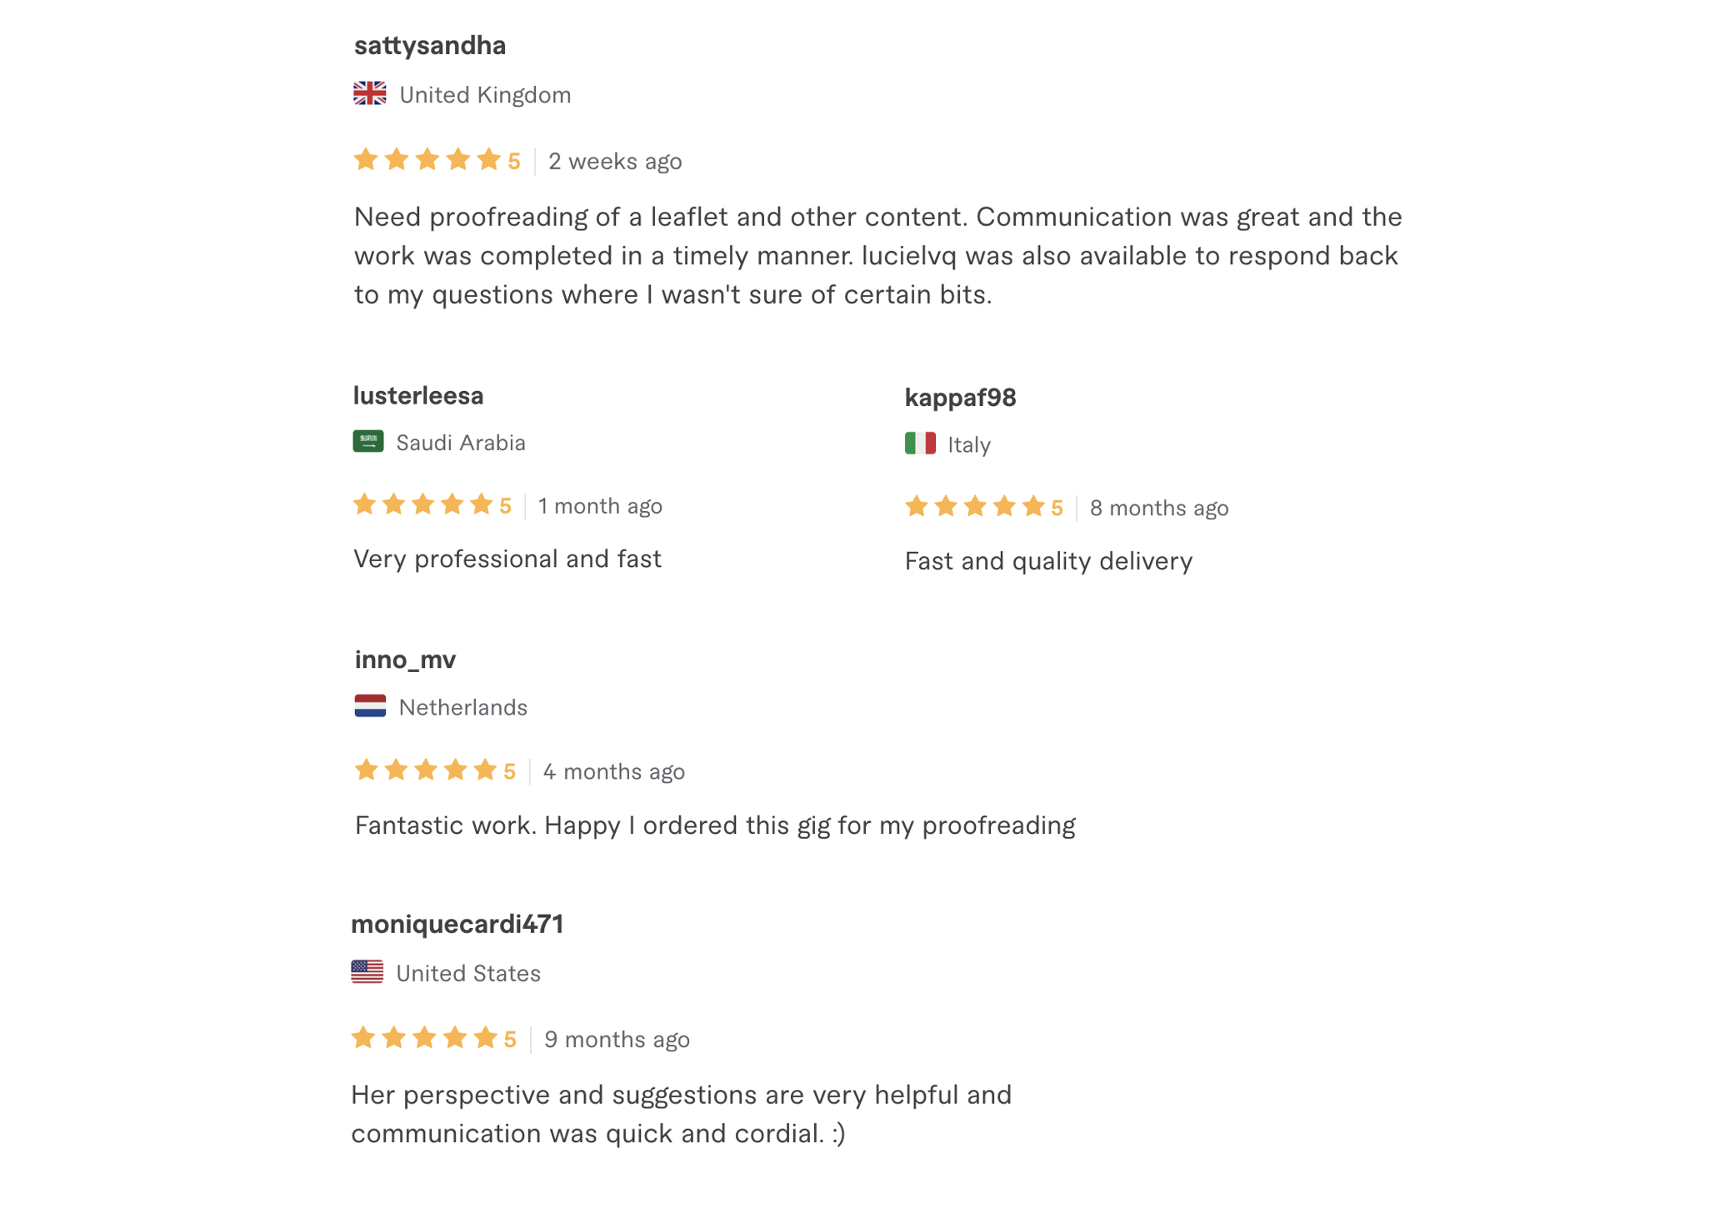 sattysandha
United Kingdom
5 | 2 weeks ago
Need proofreading of a leaflet and other content. Communication was great and the
work was completed in a timely manner. lucielvq was also available to respond back
to my questions where I wasn't sure of certain bits.
lusterleesa
Saudi Arabia
5 | 1 month ago
Very professional and fast
kappaf98
Italy
5 | 8 months ago
Fast and quality delivery
inno_mv
Netherlands
5 | 4 months ago
Fantastic work. Happy I ordered this gig for my proofreading
moniquecardi471
United States
5 | 9 months ago
Her perspective and suggestions are very helpful and
communication was quick and cordial. :)